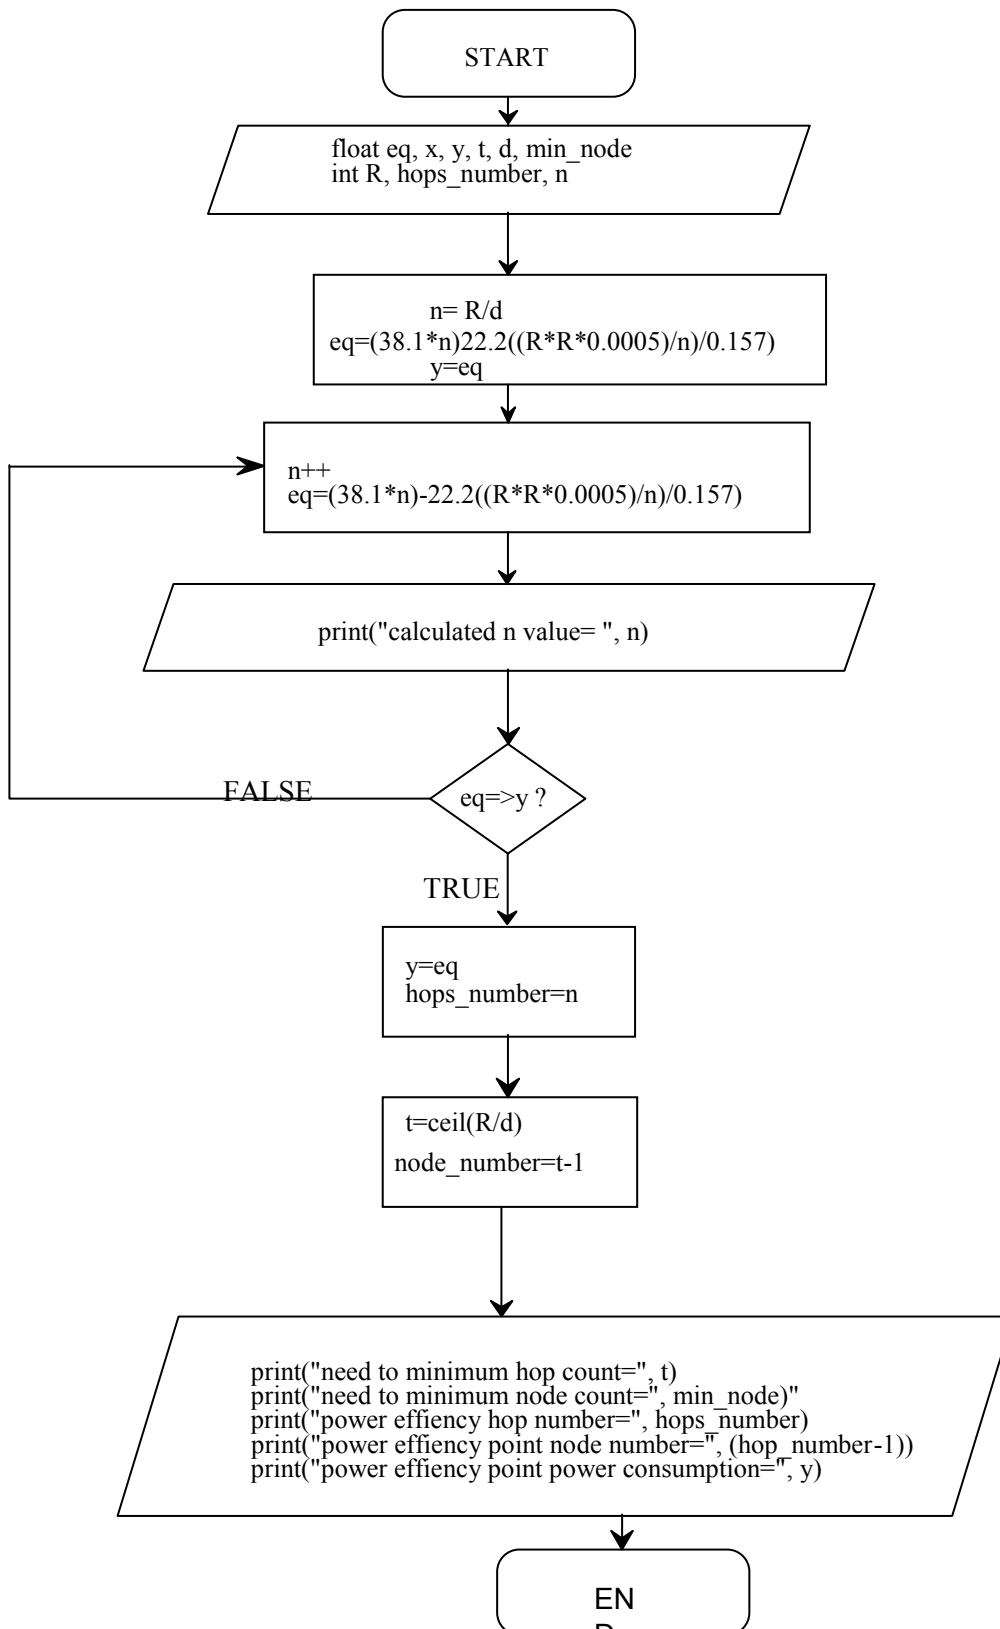 START
float eq, x, y, t, d, min_node
int R, hops_number, n
n= R/d
eq=(38.1*n)22.2((R*R*0.0005)/n)/0.157)
y=eq
n++
eq=(38.1*n)-22.2((R*R*0.0005)/n)/0.157)
print("calculated n value= ", n)
FALSE
eq=>y ?
TRUE
y=eq
hops_number=n
t=ceil(R/d)
node_number=t-1
print("need to minimum hop count=", t)
print("need to minimum node count=", min_node)"
print("power effiency hop number=", hops_number)
print("power effiency point node number=", (hop_number-1))
print("power effiency point power consumption=", y)
EN
D